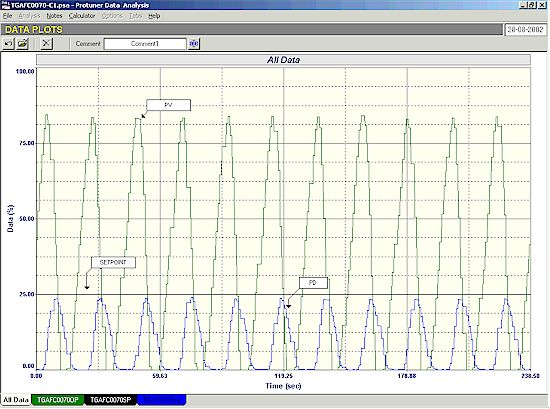 TGAFC0070-C1.psa - Protuner Data Analysis
File Analysis Notes Calculator Options Tabs Help
DATA PLOTS 28-08-2002
Comment Comment1
All Data
100.00
PV
75.00
Data (%)
50.00
SETPOINT
PD
25.00
0.00
0.00 59.63 119.25 178.88 238.50
Time (sec)
All Data TGAFC0070OP TGAFC0070SP